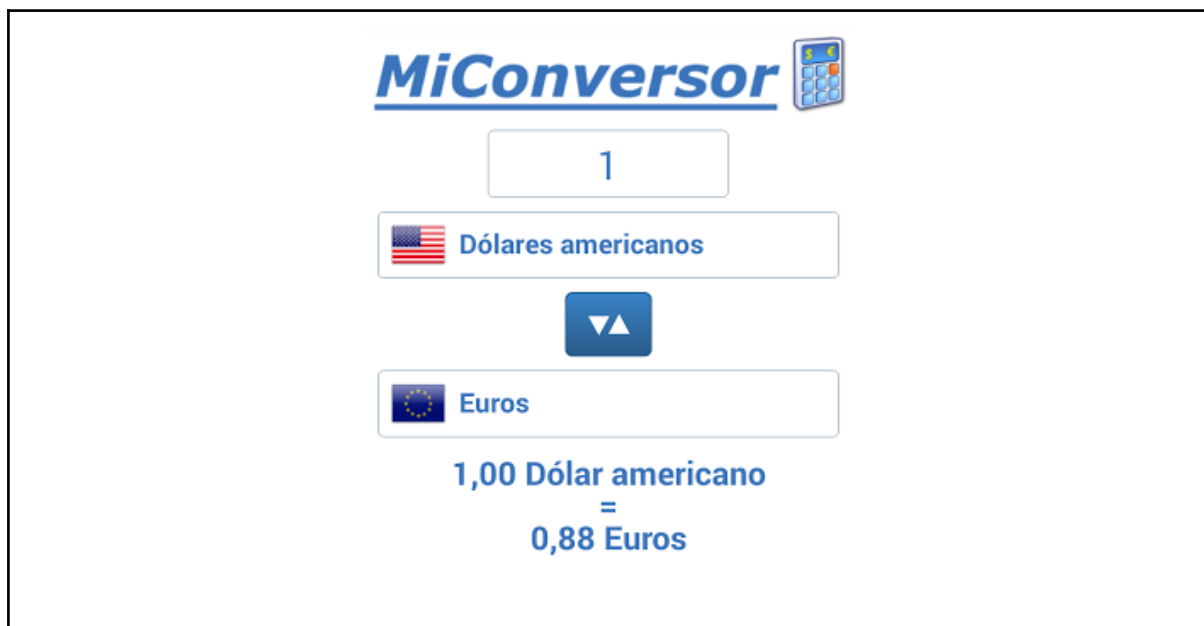 MiConversor
1
Dólares americanos
Euros
1,00 Dólar americano
=
0,88 Euros